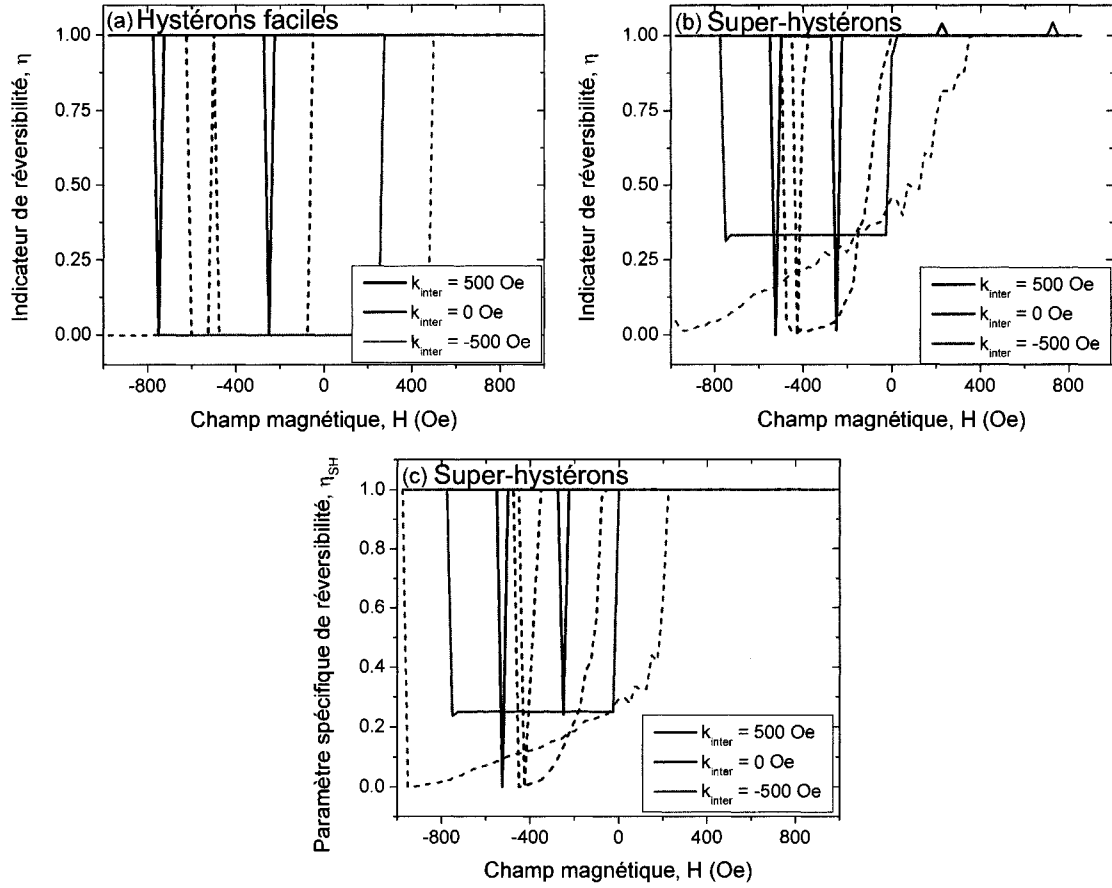 (a) Hystérons faciles
1.00
0.75
0.50
0.25
0.00
Indicateur de réversibilité, η
k_inter = 500 Oe
k_inter = 0 Oe
k_inter = -500 Oe
-800
-400
0
400
800
Champ magnétique, H (Oe)
(b) Super-hystérons
1.00
0.75
0.50
0.25
0.00
Indicateur de réversibilité, η
k_inter = 500 Oe
k_inter = 0 Oe
k_inter = -500 Oe
-800
-400
0
400
800
Champ magnétique, H (Oe)
(c) Super-hystérons
1.0
0.8
0.6
0.4
0.2
0.0
Paramètre spécifique de réversibilité, η_SH
k_inter = 500 Oe
k_inter = 0 Oe
k_inter = -500 Oe
-800
-400
0
400
800
Champ magnétique, H (Oe)